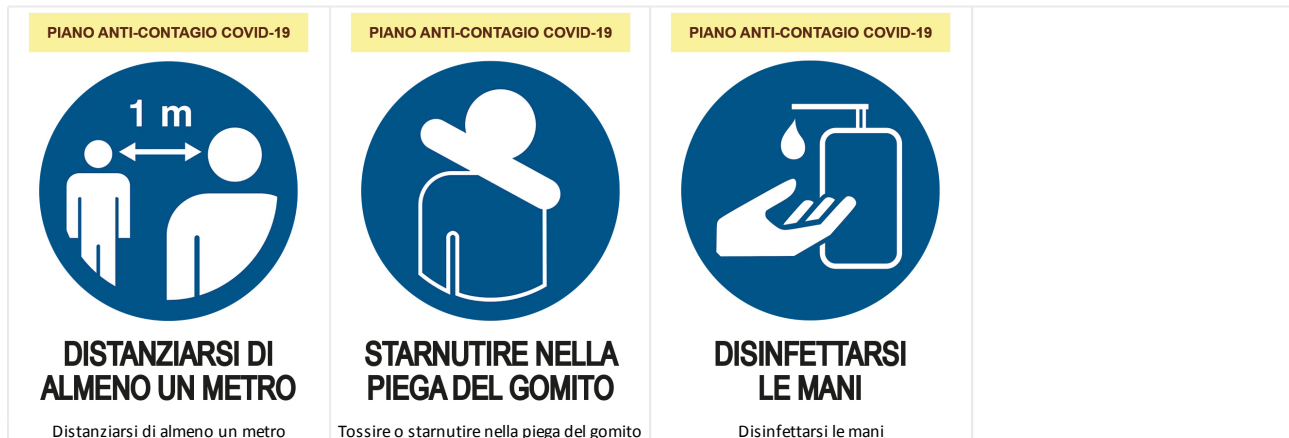 PIANO ANTI-CONTAGIO COVID-19
1 m
DISTANZIARSI DI
ALMENO UN METRO
Distanziarsi di almeno un metro
PIANO ANTI-CONTAGIO COVID-19
STARNUTIRE NELLA
PIEGA DEL GOMITO
Tossire o starnutire nella piega del gomito
PIANO ANTI-CONTAGIO COVID-19
DISINFETTARSI
LE MANI
Disinfettarsi le mani